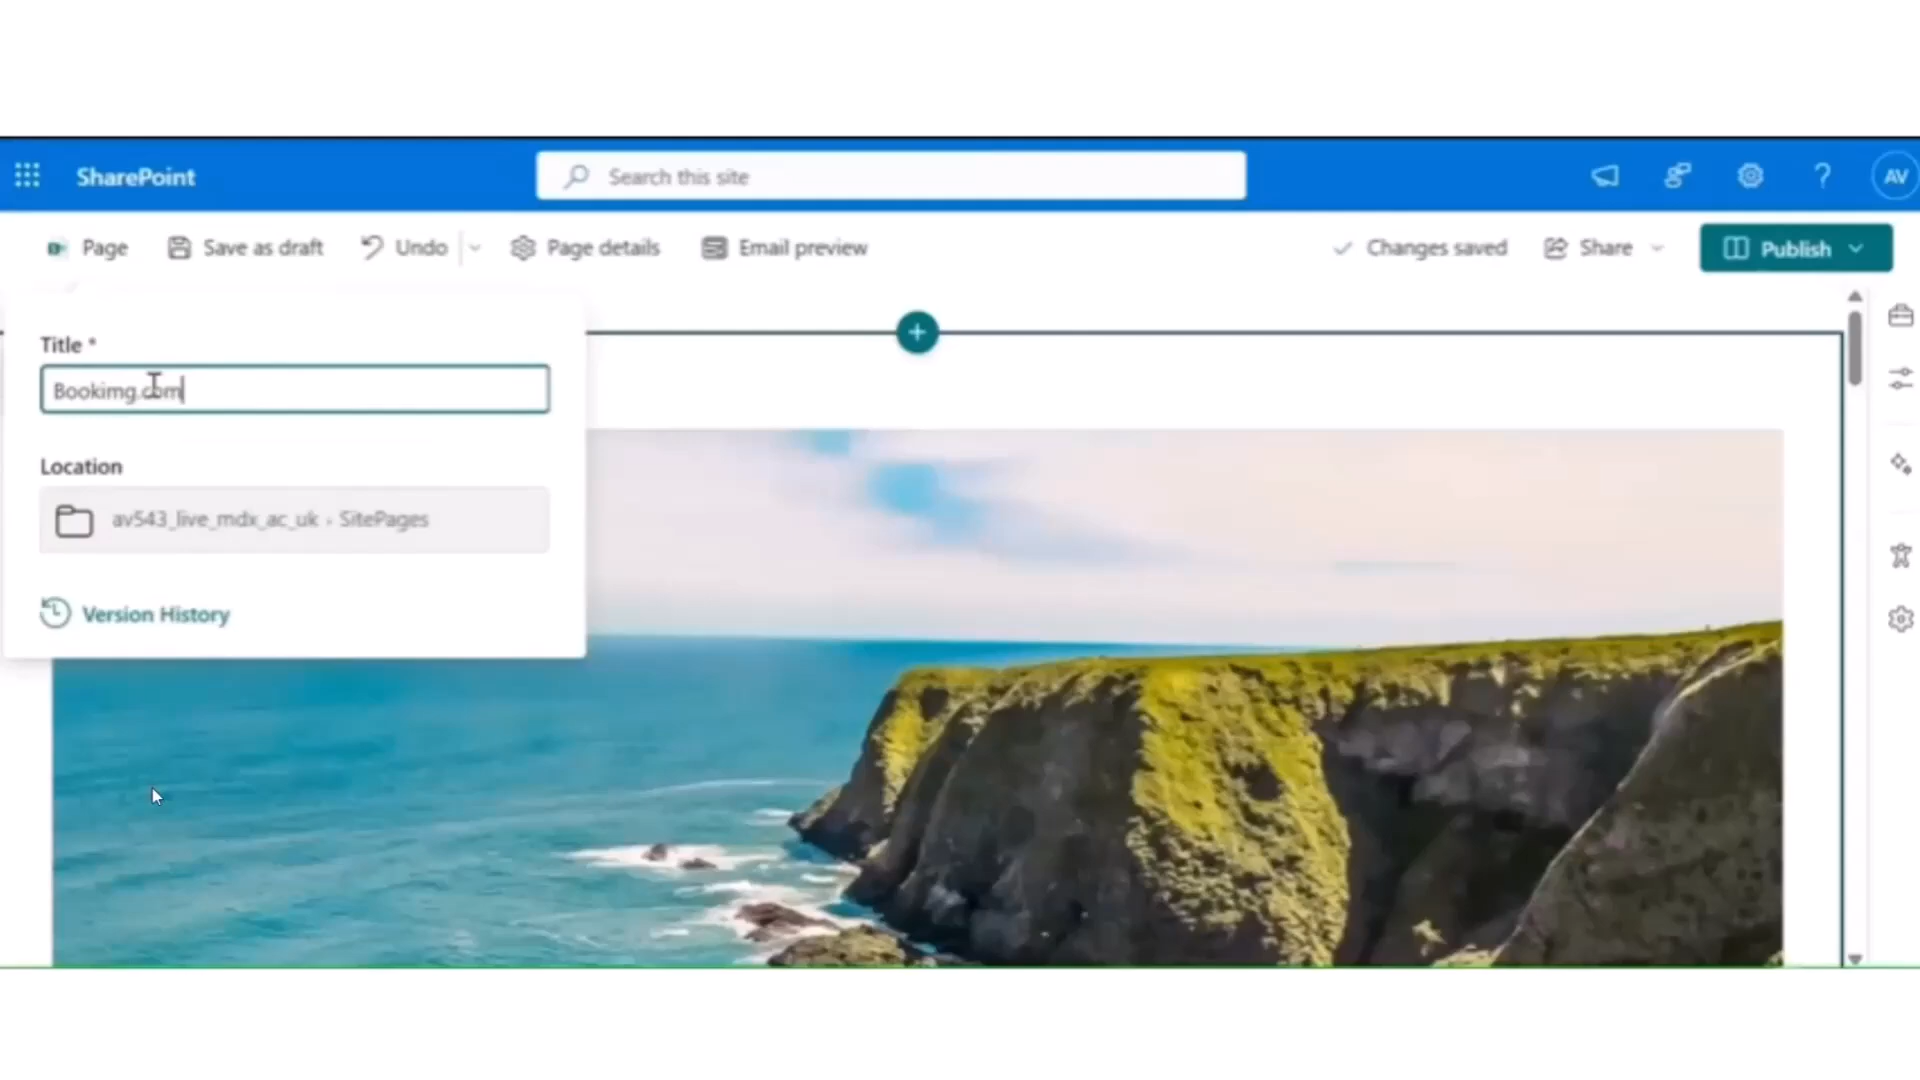 SharePoint
Search this site
?
AV
Page
Save as draft
Undo
Page details
Email preview
Changes saved
Share
Publish
Title *
Bookimg.com
Location
av543_live_mdx_ac_uk › SitePages
Version History